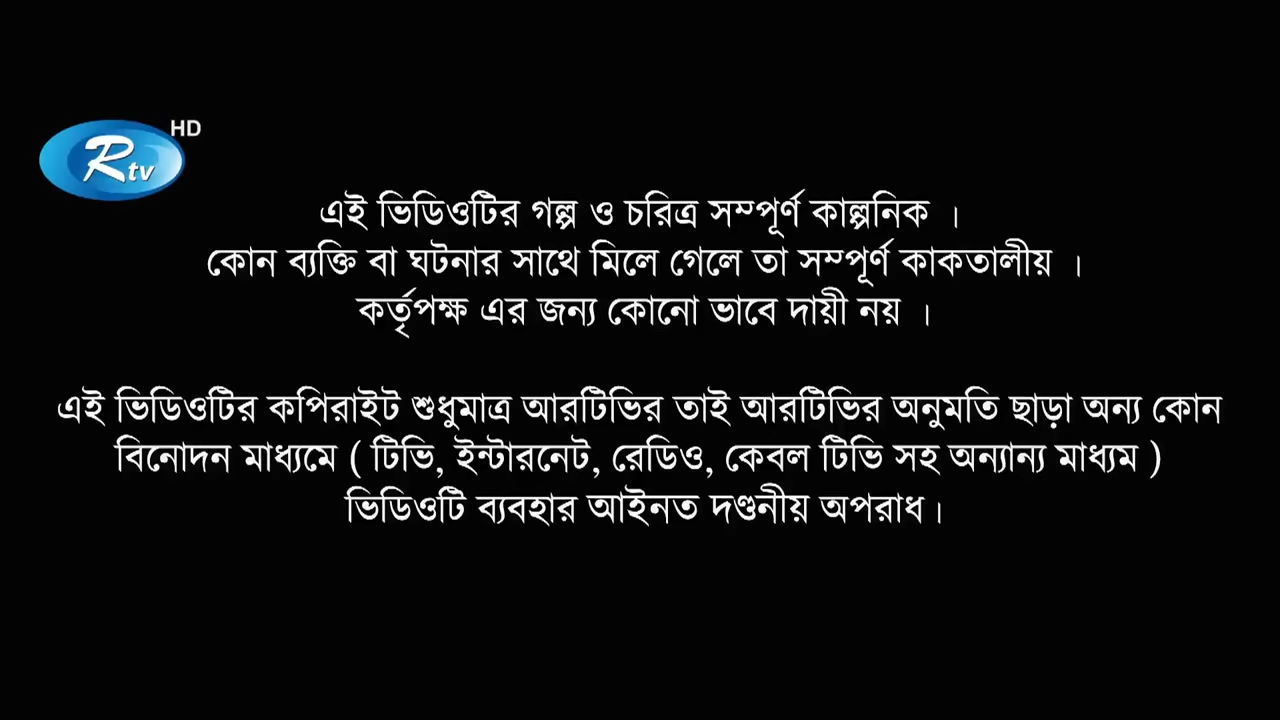 HD
Rtv
এই ভিডিওটির গল্প ও চরিত্র সম্পূর্ণ কাল্পনিক ।
কোন ব্যক্তি বা ঘটনার সাথে মিলে গেলে তা সম্পূর্ণ কাকতালীয় ।
কর্তৃপক্ষ এর জন্য কোনো ভাবে দায়ী নয় ।
এই ভিডিওটির কপিরাইট শুধুমাত্র আরটিভির তাই আরটিভির অনুমতি ছাড়া অন্য কোন
বিনোদন মাধ্যমে ( টিভি, ইন্টারনেট, রেডিও, কেবল টিভি সহ অন্যান্য মাধ্যম )
ভিডিওটি ব্যবহার আইনত দণ্ডনীয় অপরাধ।